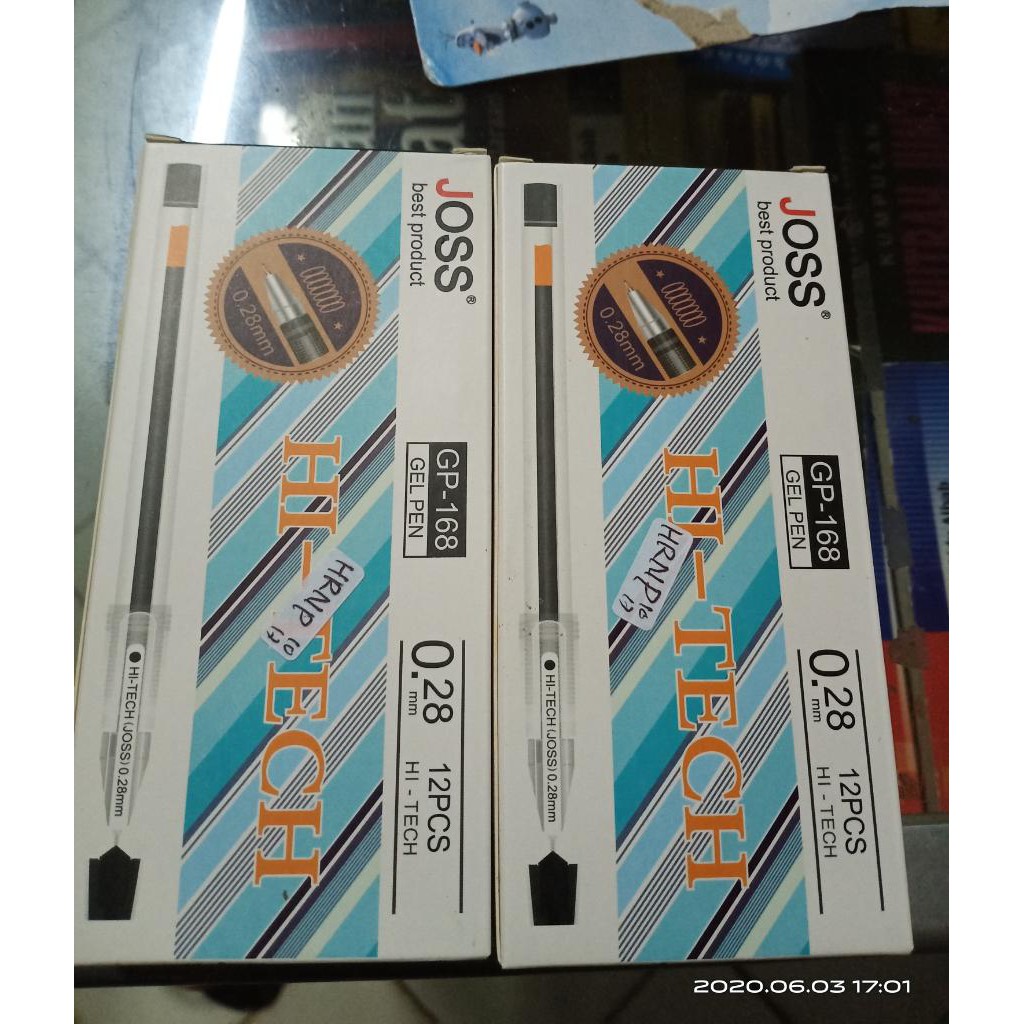 JOSS®
best product
0.28mm
HI-TECH
GP-168
GEL PEN
0.28
mm
12PCS
HI - TECH
HRNP
HI-TECH (JOSS) 0.28mm
JOSS®
best product
0.28mm
HI-TECH
GP-168
GEL PEN
0.28
mm
12PCS
HI - TECH
HRNP
HI-TECH (JOSS) 0.28mm
2020.06.03 17:01